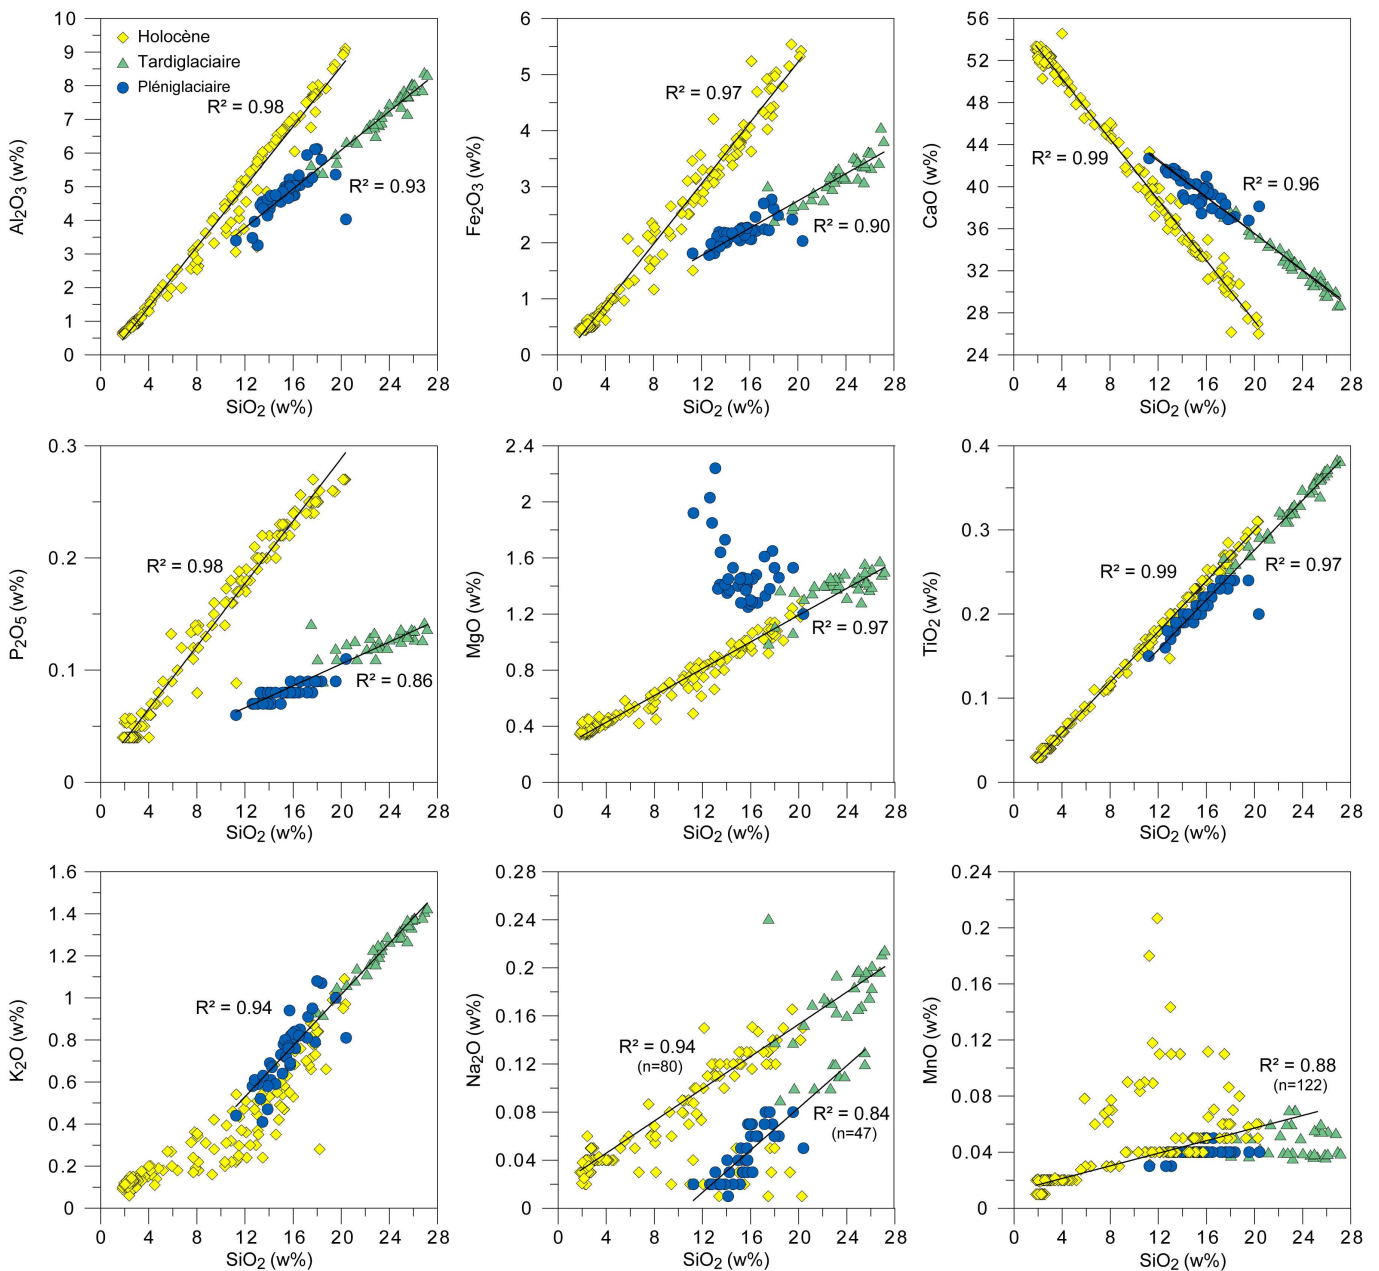 10
9
8
7
6
5
4
3
2
1
0
Al₂O₃ (w%)
Holocène
Tardiglaciaire
Pléniglaciaire
R² = 0.98
R² = 0.93
0 4 8 12 16 20 24 28
SiO₂ (w%)
6
5
4
3
2
1
0
Fe₂O₃ (w%)
R² = 0.97
R² = 0.90
0 4 8 12 16 20 24 28
SiO₂ (w%)
56
52
48
44
40
36
32
28
24
CaO (w%)
R² = 0.99
R² = 0.96
0 4 8 12 16 20 24 28
SiO₂ (w%)
0.3
0.2
0.1
0
P₂O₅ (w%)
R² = 0.98
R² = 0.86
0 4 8 12 16 20 24 28
SiO₂ (w%)
2.4
2
1.6
1.2
0.8
0.4
0
MgO (w%)
R² = 0.97
0 4 8 12 16 20 24 28
SiO₂ (w%)
0.4
0.3
0.2
0.1
0
TiO₂ (w%)
R² = 0.99
R² = 0.97
0 4 8 12 16 20 24 28
SiO₂ (w%)
1.6
1.4
1.2
1
0.8
0.6
0.4
0.2
0
K₂O (w%)
R² = 0.94
0 4 8 12 16 20 24 28
SiO₂ (w%)
0.28
0.24
0.2
0.16
0.12
0.08
0.04
0
Na₂O (w%)
R² = 0.94
(n=80)
R² = 0.84
(n=47)
0 4 8 12 16 20 24 28
SiO₂ (w%)
0.24
0.2
0.16
0.12
0.08
0.04
0
MnO (w%)
R² = 0.88
(n=122)
0 4 8 12 16 20 24 28
SiO₂ (w%)